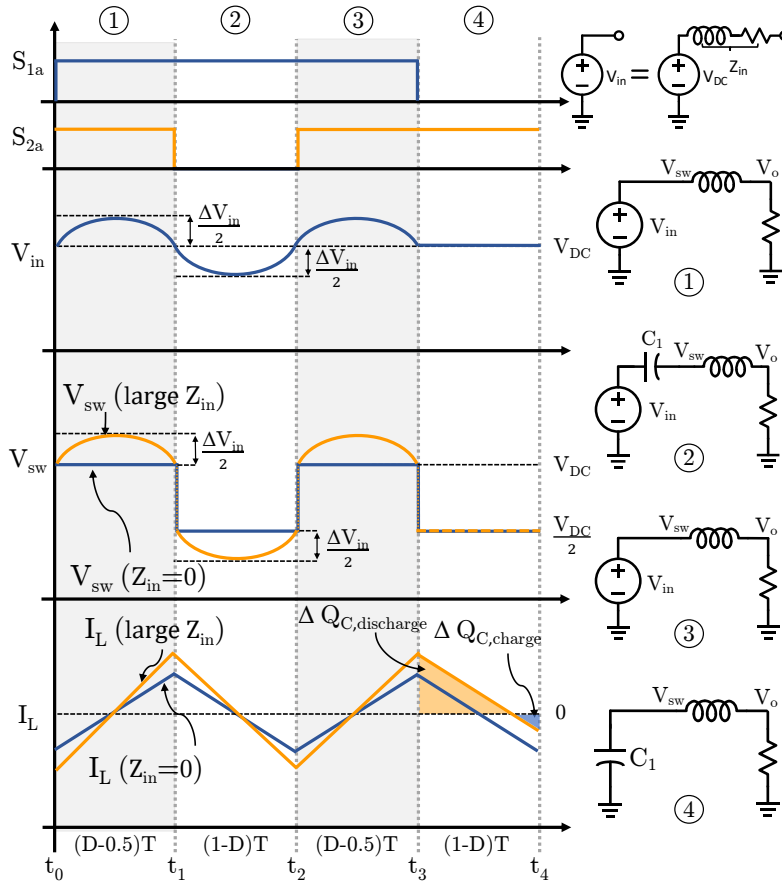 ① ② ③ ④
S1a
S2a
Vin
ΔVin/2
ΔVin/2
VDC
Vsw (large Zin)
ΔVin/2
Vsw
VDC
VDC/2
ΔVin/2
Vsw (Zin=0)
IL (large Zin)
Δ QC,discharge
Δ QC,charge
IL
0
IL (Zin=0)
(D-0.5)T (1-D)T (D-0.5)T (1-D)T
t0 t1 t2 t3 t4
+ − Vin = + − VDC Zin
Vsw Vo
+ − Vin
①
C1 Vsw Vo
+ − Vin
②
Vsw Vo
+ − Vin
③
Vsw Vo
C1
④